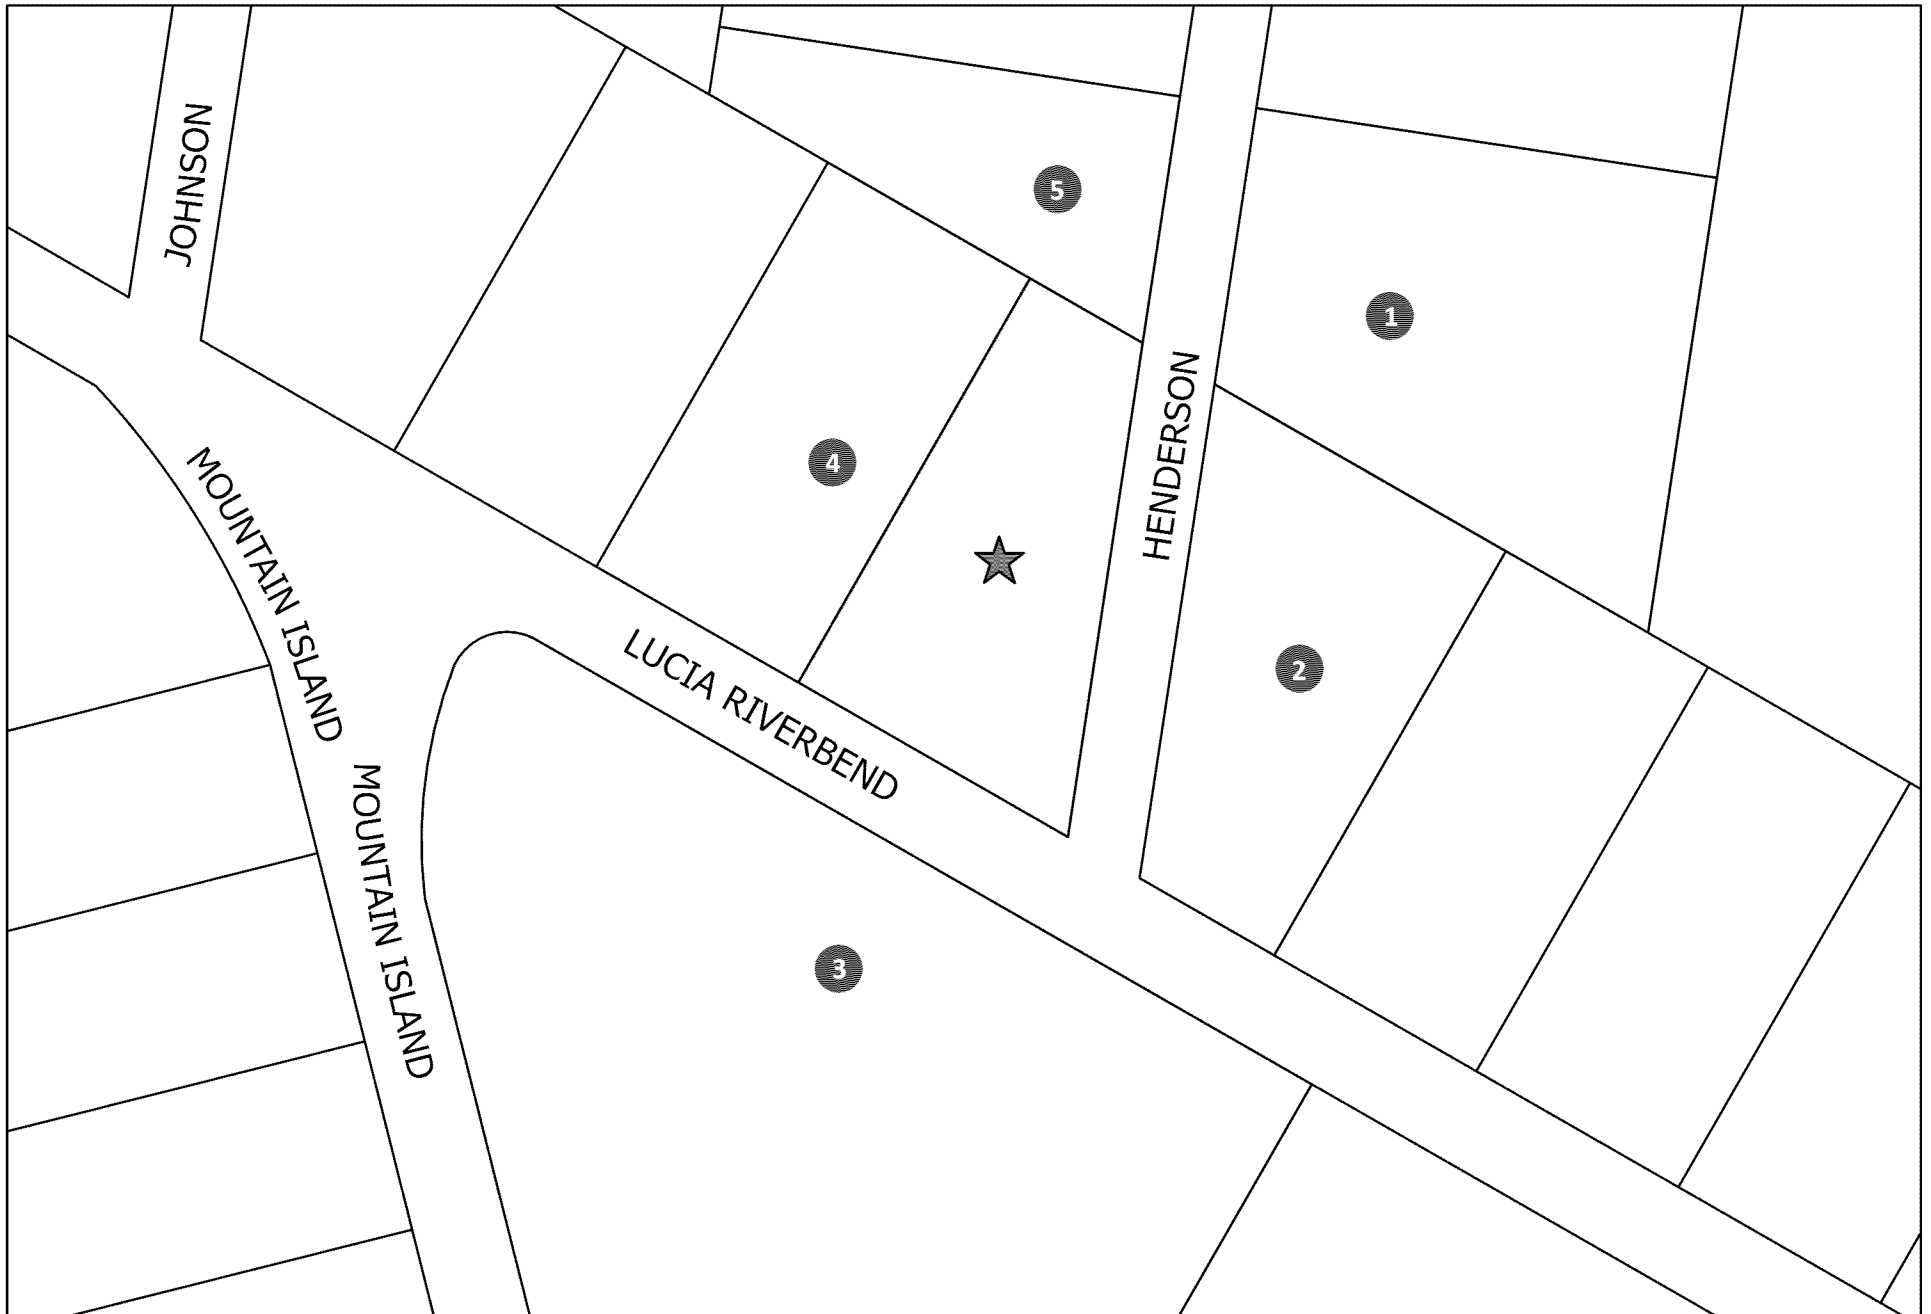 JOHNSON
5
1
HENDERSON
4
MOUNTAIN ISLAND
2
LUCIA RIVERBEND
MOUNTAIN ISLAND
3